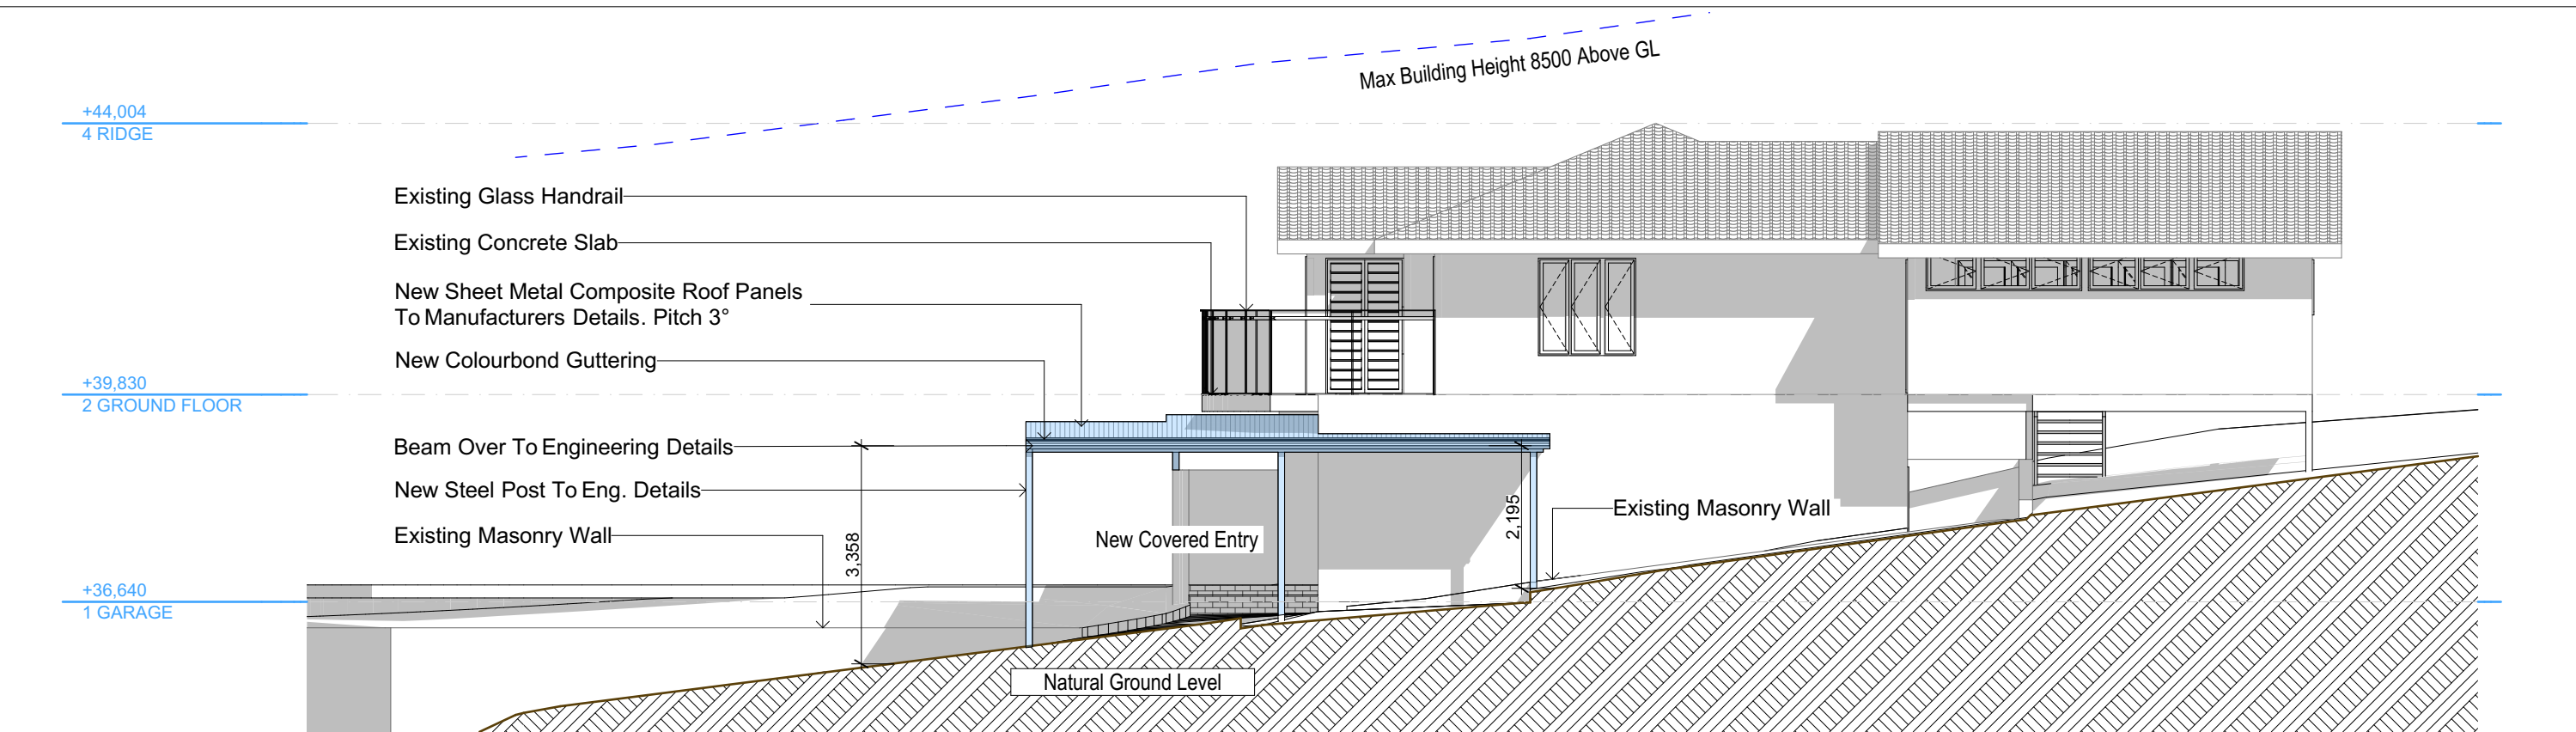 Max Building Height 8500 Above GL
+44,004
4 RIDGE
Existing Glass Handrail
Existing Concrete Slab
New Sheet Metal Composite Roof Panels
To Manufacturers Details. Pitch 3°
New Colourbond Guttering
+39,830
2 GROUND FLOOR
Beam Over To Engineering Details
New Steel Post To Eng. Details
Existing Masonry Wall
3,358
New Covered Entry
2,195
Existing Masonry Wall
+36,640
1 GARAGE
Natural Ground Level